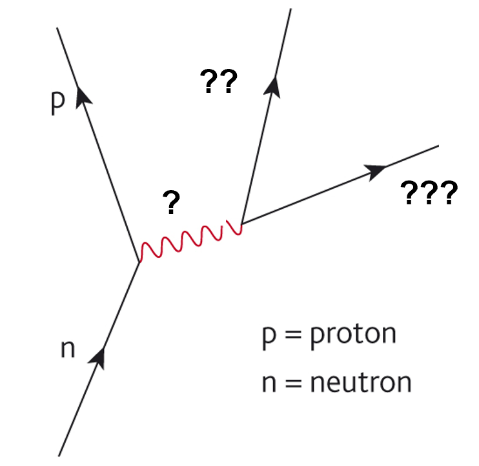 ??
p
?
???
n
p = proton
n = neutron